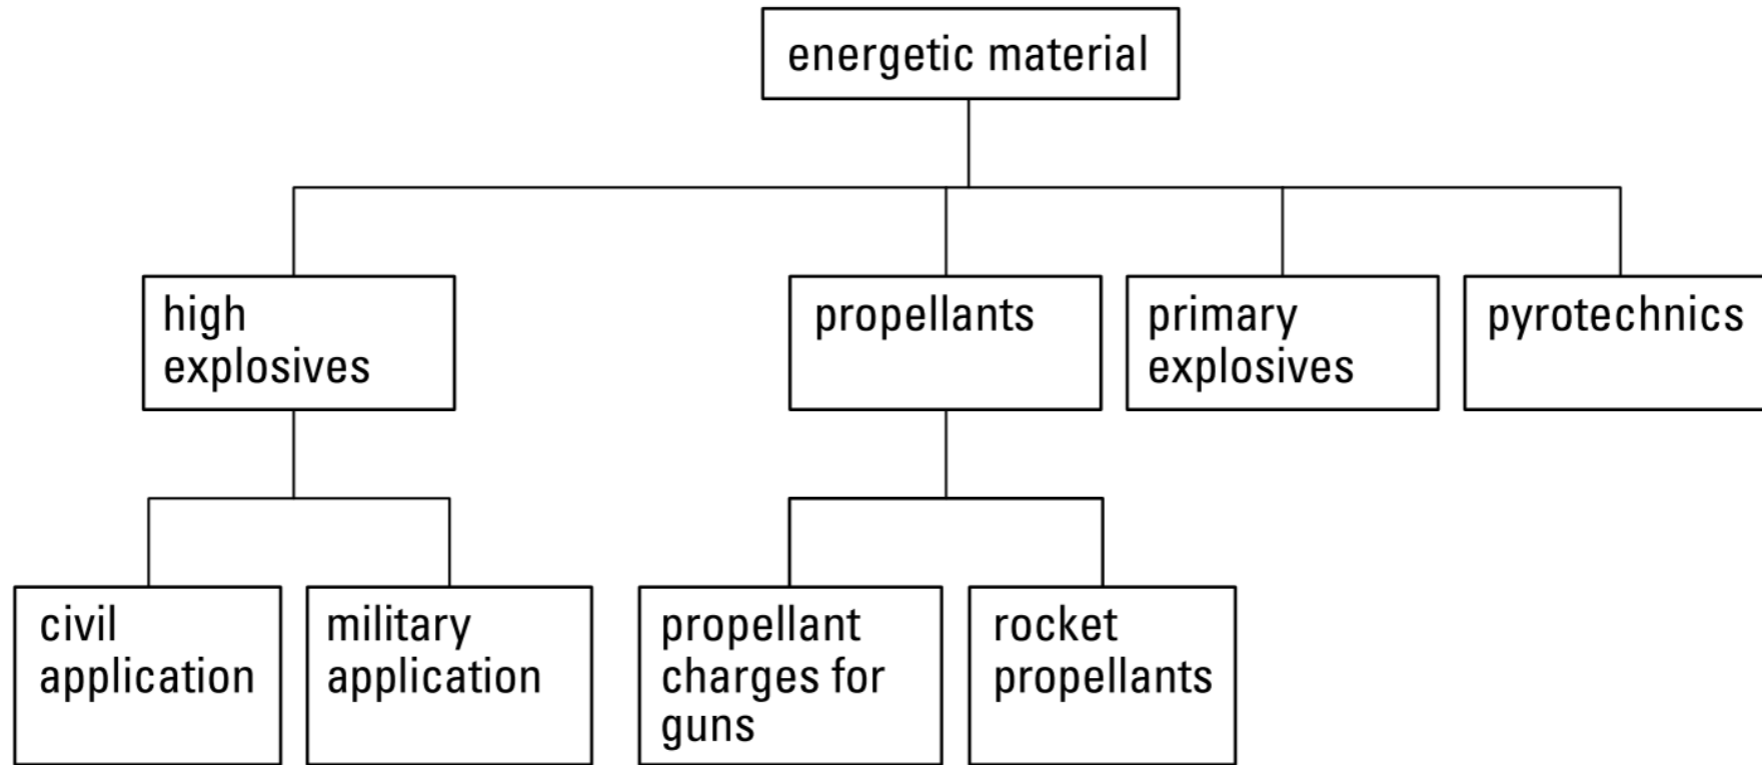 energetic material
high
explosives
propellants
primary
explosives
pyrotechnics
civil
application
military
application
propellant
charges for
guns
rocket
propellants